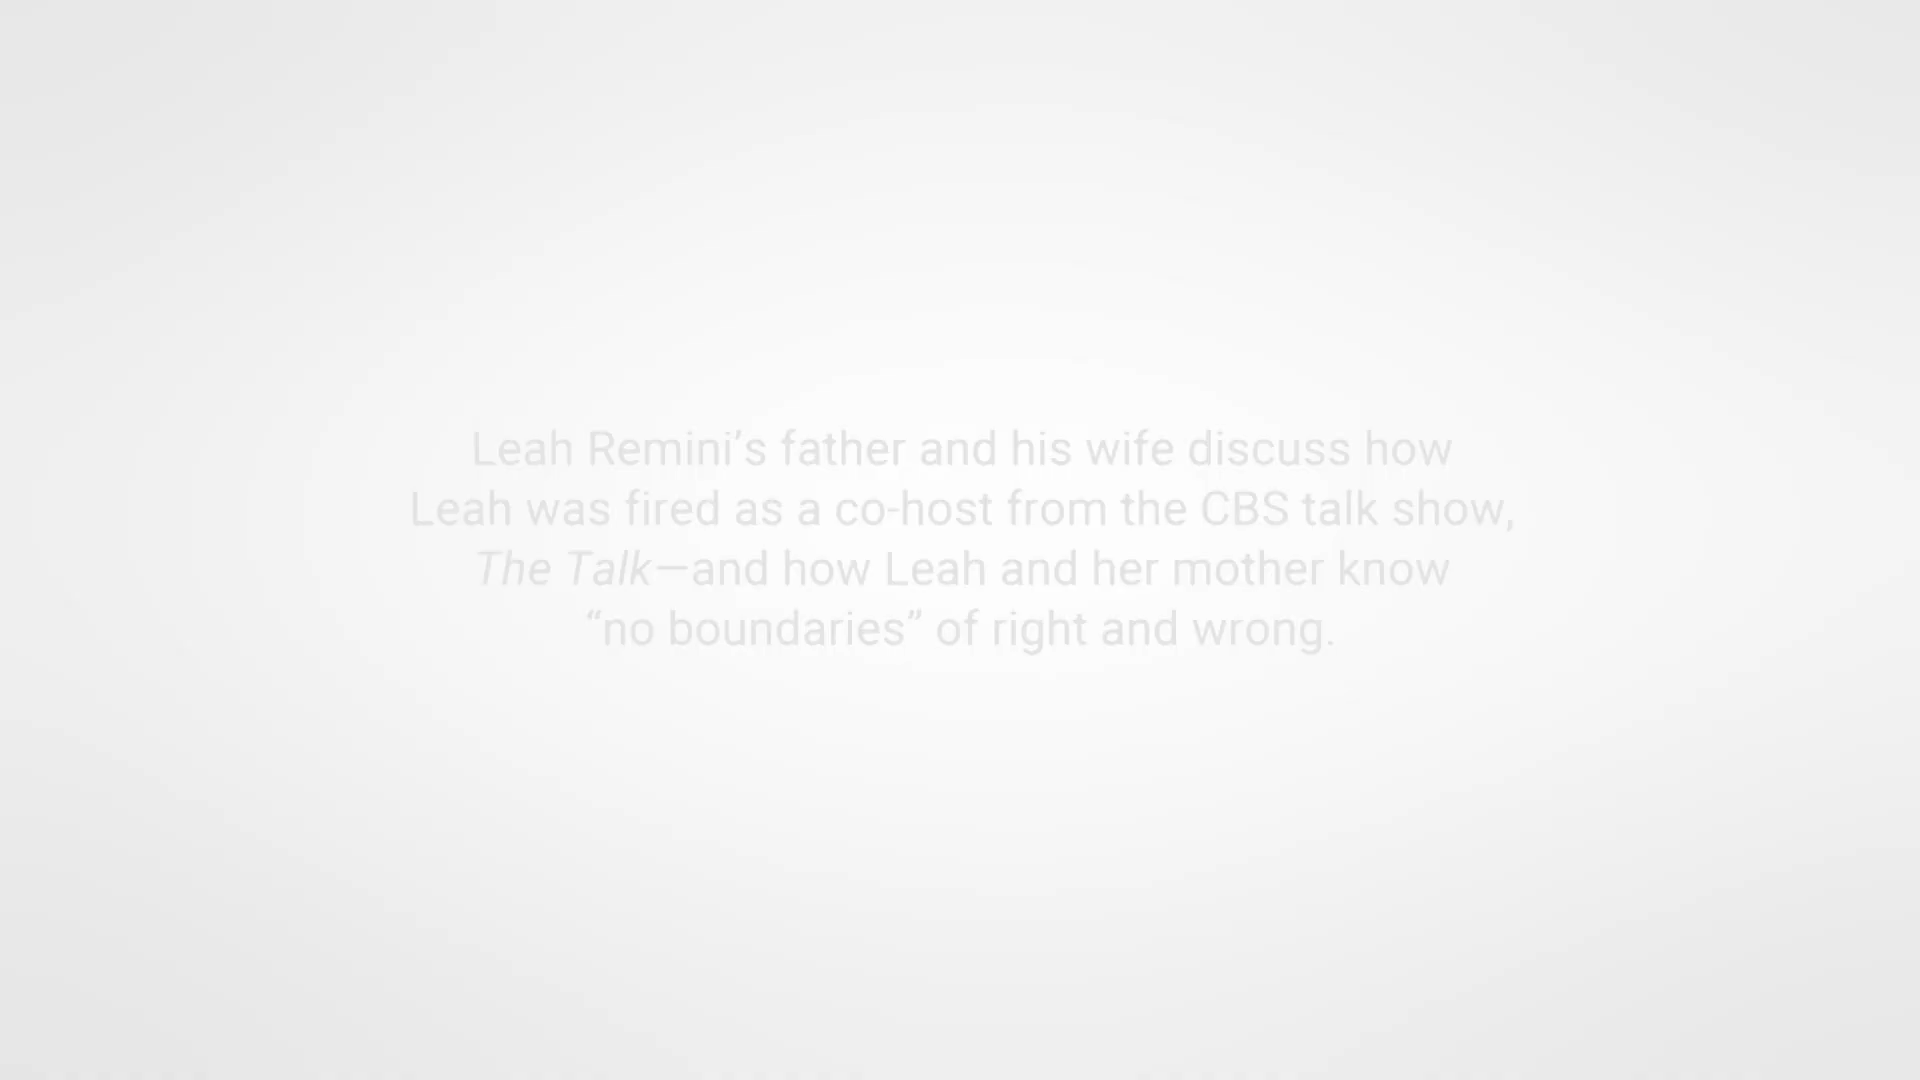 Leah Remini’s father and his wife discuss how
Leah was fired as a co-host from the CBS talk show,
The Talk—and how Leah and her mother know
“no boundaries” of right and wrong.